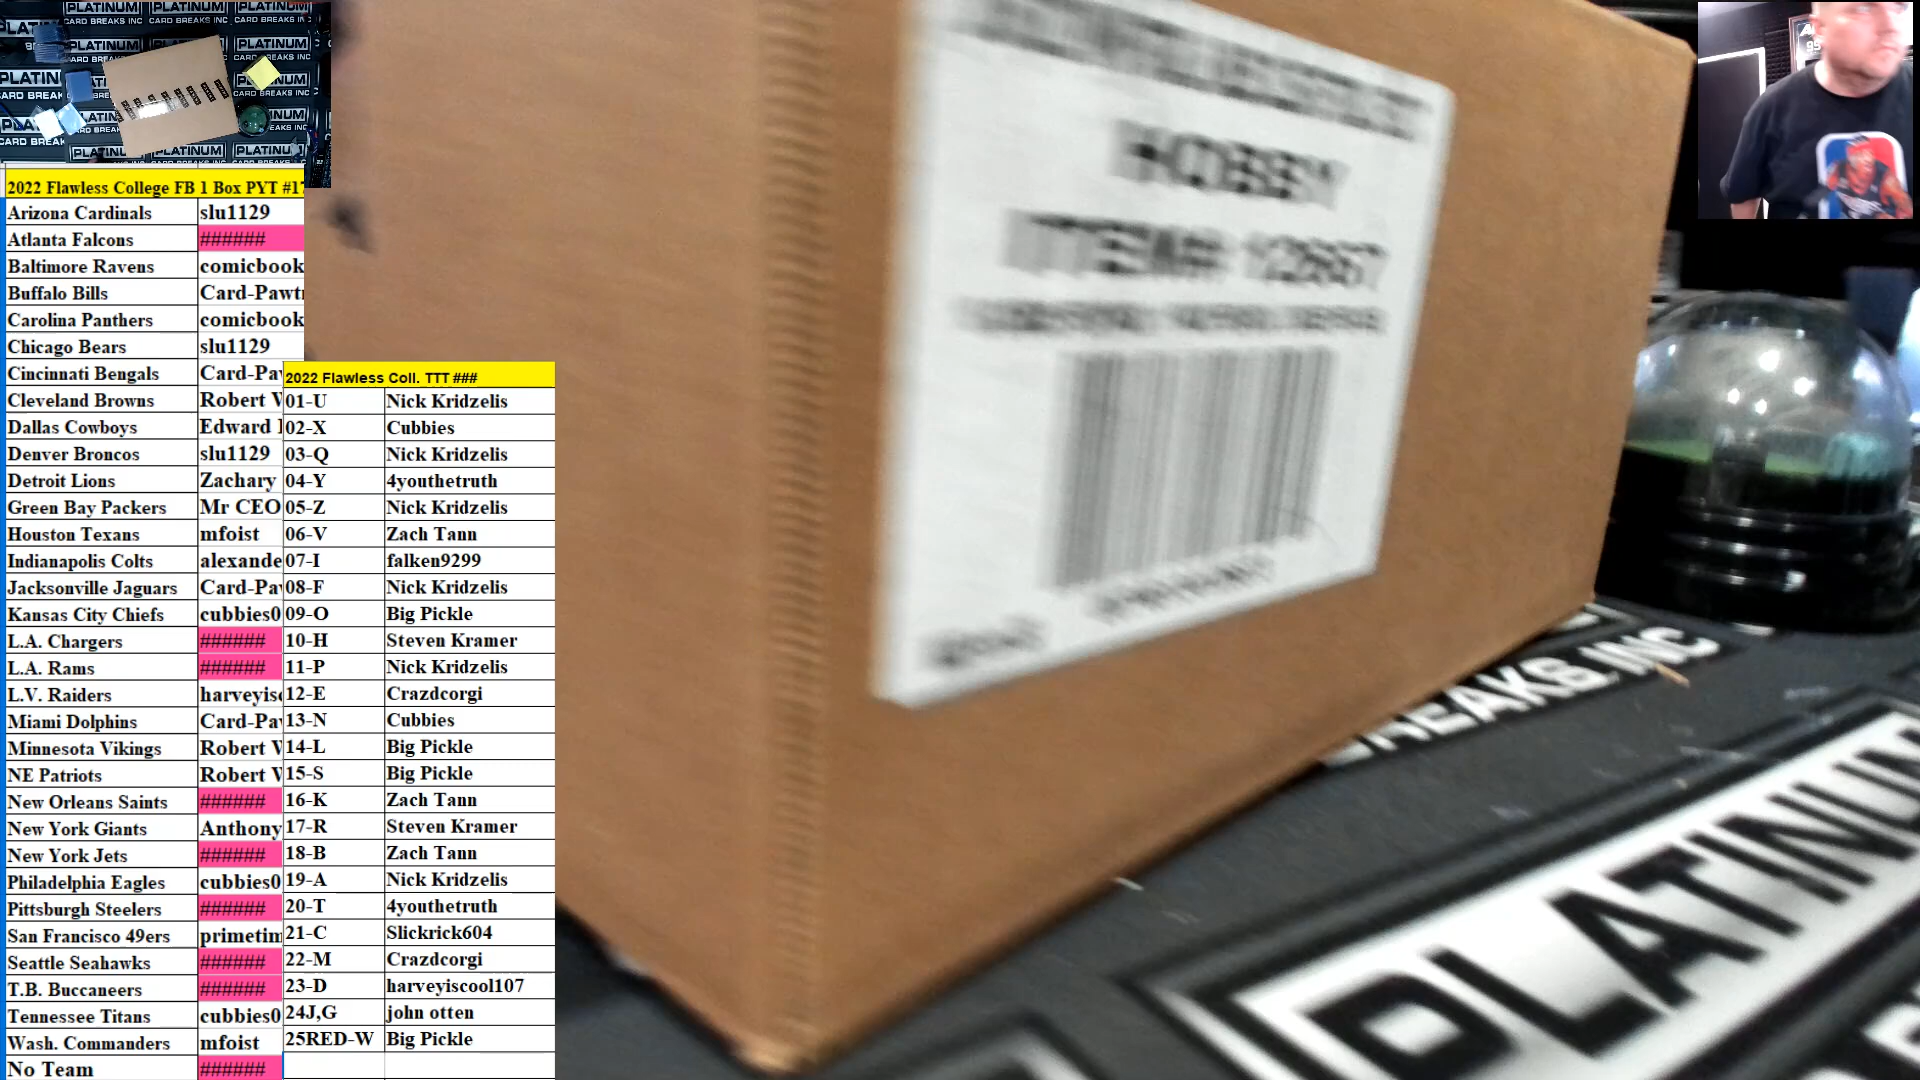 PLATINUM
CARD BREAKS INC
2022 Flawless College FB 1 Box PYT #17
Arizona Cardinals slu1129
Atlanta Falcons ######
Baltimore Ravens comicbook
Buffalo Bills Card-Pawt
Carolina Panthers comicbook
Chicago Bears slu1129
Cincinnati Bengals Card-Pa
Cleveland Browns Robert
Dallas Cowboys Edward
Denver Broncos slu1129
Detroit Lions Zachary
Green Bay Packers Mr CEO
Houston Texans mfoist
Indianapolis Colts alexande
Jacksonville Jaguars Card-Pa
Kansas City Chiefs cubbies0
L.A. Chargers ######
L.A. Rams ######
L.V. Raiders harveyis
Miami Dolphins Card-Pa
Minnesota Vikings Robert
NE Patriots Robert
New Orleans Saints ######
New York Giants Anthony
New York Jets ######
Philadelphia Eagles cubbies0
Pittsburgh Steelers ######
San Francisco 49ers primetim
Seattle Seahawks ######
T.B. Buccaneers ######
Tennessee Titans cubbies0
Wash. Commanders mfoist
No Team ######
2022 Flawless Coll. TTT ###
01-U Nick Kridzelis
02-X Cubbies
03-Q Nick Kridzelis
04-Y 4youthetruth
05-Z Nick Kridzelis
06-V Zach Tann
07-I falken9299
08-F Nick Kridzelis
09-O Big Pickle
10-H Steven Kramer
11-P Nick Kridzelis
12-E Crazdcorgi
13-N Cubbies
14-L Big Pickle
15-S Big Pickle
16-K Zach Tann
17-R Steven Kramer
18-B Zach Tann
19-A Nick Kridzelis
20-T 4youthetruth
21-C Slickrick604
22-M Crazdcorgi
23-D harveyiscool107
24J,G john otten
25RED-W Big Pickle
HOBBY
ITEM# 12667
BREAKS, INC
PLATINUM